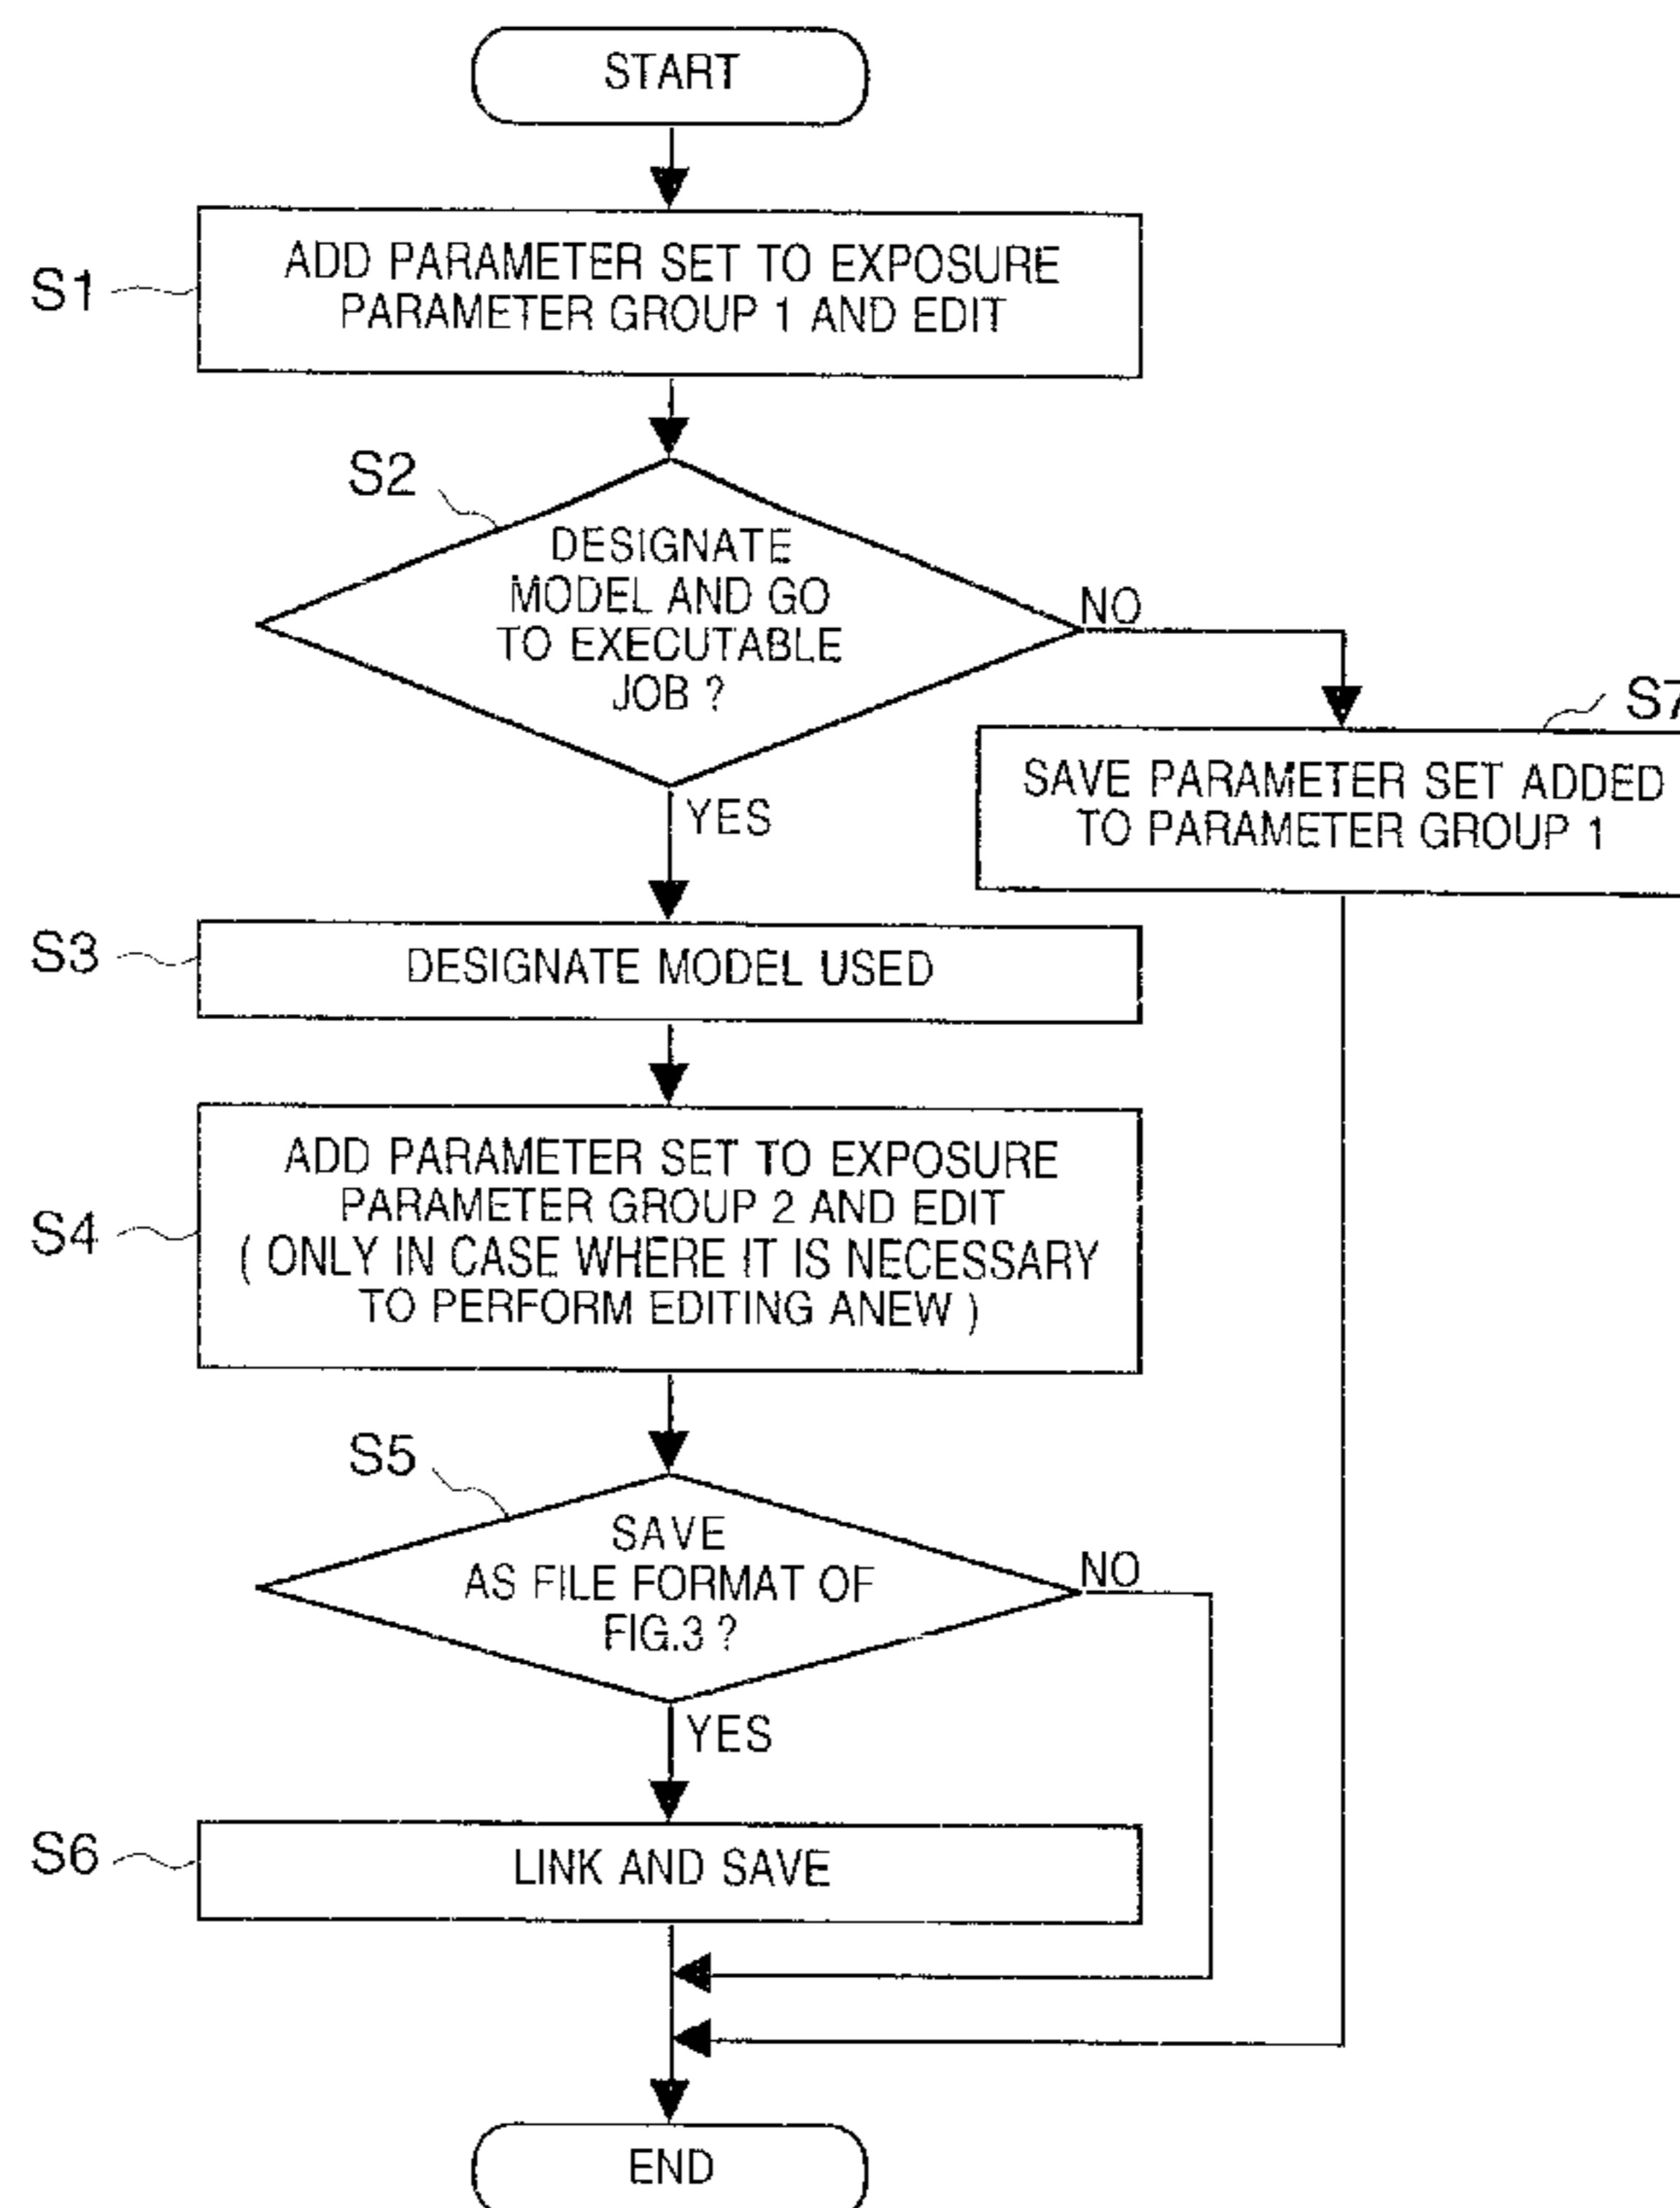 START
S1
ADD PARAMETER SET TO EXPOSURE
PARAMETER GROUP 1 AND EDIT
S2
DESIGNATE
MODEL AND GO
TO EXECUTABLE
JOB ?
NO
S7
SAVE PARAMETER SET ADDED
TO PARAMETER GROUP 1
YES
S3
DESIGNATE MODEL USED
S4
ADD PARAMETER SET TO EXPOSURE
PARAMETER GROUP 2 AND EDIT
( ONLY IN CASE WHERE IT IS NECESSARY
TO PERFORM EDITING ANEW )
S5
SAVE
AS FILE FORMAT OF
FIG.3 ?
NO
YES
S6
LINK AND SAVE
END